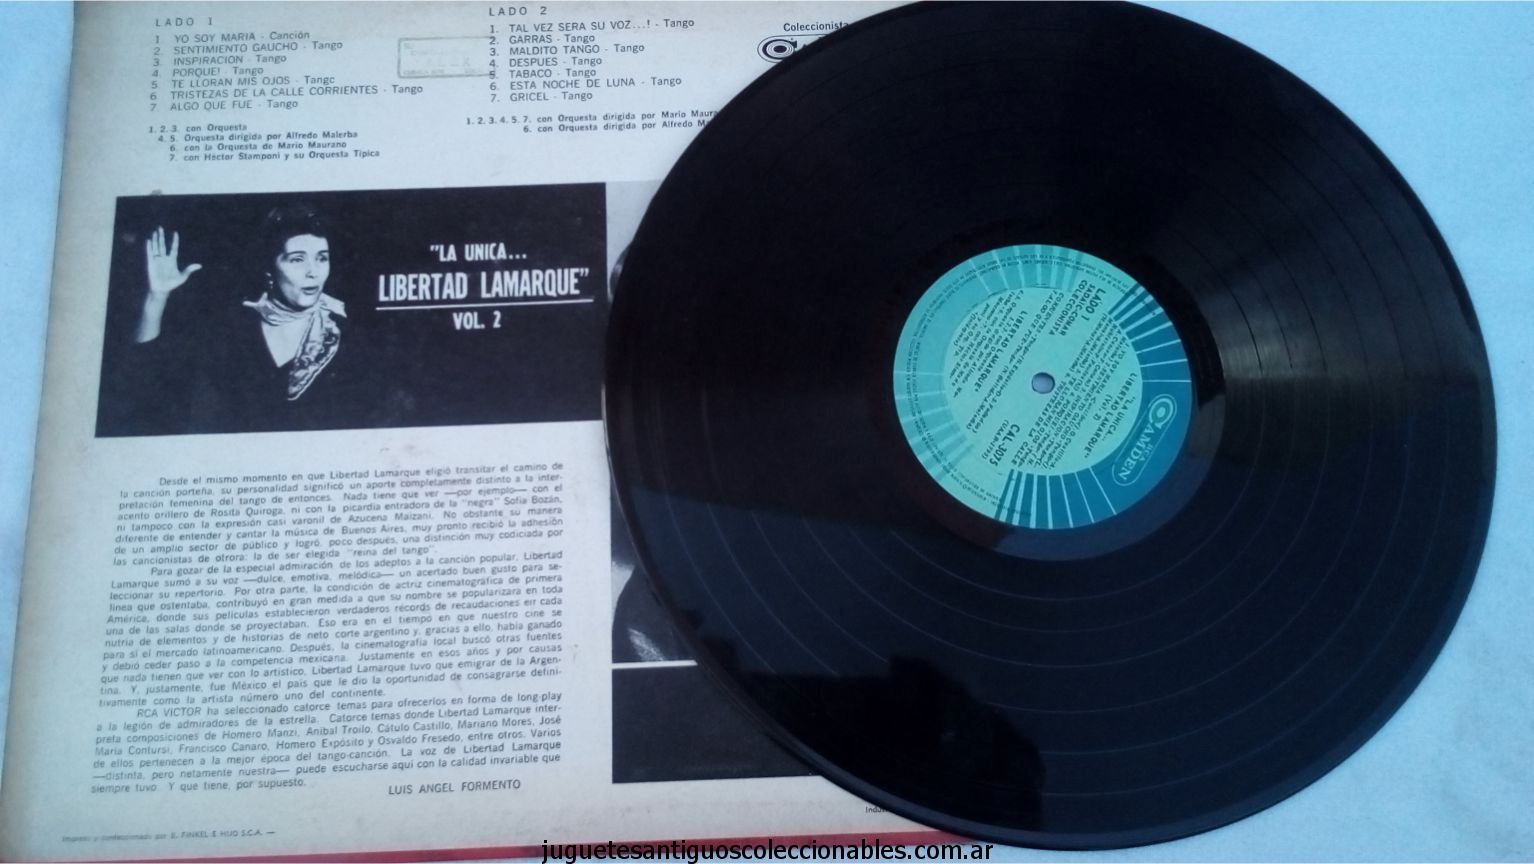 LADO 1
1. YO SOY MARIA - Canción
2. SENTIMIENTO GAUCHO - Tango
3. INSPIRACION - Tango
4. PORQUE! - Tango
5. TE LLORAN MIS OJOS - Tango
6. TRISTEZAS DE LA CALLE CORRIENTES - Tango
7. ALGO QUE FUE - Tango
1. 2. 3. con Orquesta
4. 5. Orquesta dirigida por Alfredo Malerba
6. con la Orquesta de Mario Maurano
7. con Héctor Stamponi y su Orquesta Típica
LADO 2
1. TAL VEZ SERA SU VOZ...! - Tango
2. GARRAS - Tango
3. MALDITO TANGO - Tango
4. DESPUES - Tango
5. TABACO - Tango
6. ESTA NOCHE DE LUNA - Tango
7. GRICEL - Tango
1. 2. 3. 4. 5. 7. con Orquesta dirigida por Mario Maura
6. con Orquesta dirigida por Alfredo M
Coleccionista
"LA UNICA...
LIBERTAD LAMARQUE"
VOL. 2
Desde el mismo momento en que Libertad Lamarque eligió transitar el camino de
la canción porteña, su personalidad significó un aporte completamente distinto a la inter-
pretación femenina del tango de entonces. Nada tiene que ver —por ejemplo— con el
acento orillero de Rosita Quiroga, ni con la picardía entradora de la "negra" Sofía Bozán,
ni tampoco con la expresión casi varonil de Azucena Maizani. No obstante su manera
diferente de entender y cantar la música de Buenos Aires, muy pronto recibió la adhesión
de un amplio sector de público y logró, poco después, una distinción muy codiciada por
las cancionistas de otrora: la de ser elegida "reina del tango".
Para gozar de la especial admiración de los adeptos a la canción popular, Libertad
Lamarque sumó a su voz —dulce, emotiva, melódica— un acertado buen gusto para se-
leccionar su repertorio. Por otra parte, la condición de actriz cinematográfica de primera
línea que ostentaba, contribuyó en gran medida a que su nombre se popularizara en toda
América, donde sus películas establecieron verdaderos récords de recaudaciones en cada
una de las salas donde se proyectaban. Eso era en el tiempo en que nuestro cine se
nutría de elementos y de historias de neto corte argentino y, gracias a ello, había ganado
para sí el mercado latinoamericano. Después, la cinematografía local buscó otras fuentes
y debió ceder paso a la competencia mexicana. Justamente en esos años y por causas
que nada tienen que ver con lo artístico, Libertad Lamarque tuvo que emigrar de la Argen-
tina. Y, justamente, fue México el país que le dio la oportunidad de consagrarse defini-
tivamente como la artista número uno del continente.
RCA VICTOR ha seleccionado catorce temas para ofrecerlos en forma de long-play
a la legión de admiradores de la estrella. Catorce temas donde Libertad Lamarque inter-
preta composiciones de Homero Manzi, Aníbal Troilo, Cátulo Castillo, Mariano Mores, José
María Contursi, Francisco Canaro, Homero Expósito y Osvaldo Fresedo, entre otros. Varios
de ellos pertenecen a la mejor época del tango-canción. La voz de Libertad Lamarque
—distinta, pero netamente nuestra— puede escucharse aquí con la calidad invariable que
siempre tuvo. Y que tiene, por supuesto.
LUIS ANGEL FORMENTO
Impreso y confeccionado por E. FINKEL E HIJO S.C.A. —
RCA
CAMDEN
"LA UNICA.
LIBERTAD LAMARQUE"
(Vol. 2)
LADO 1
SADAIC-COMAR
COLECCIONISTA
CAL-3075
LIBERTAD LAMARQUE
juguetesantiguoscoleccionables.com.ar